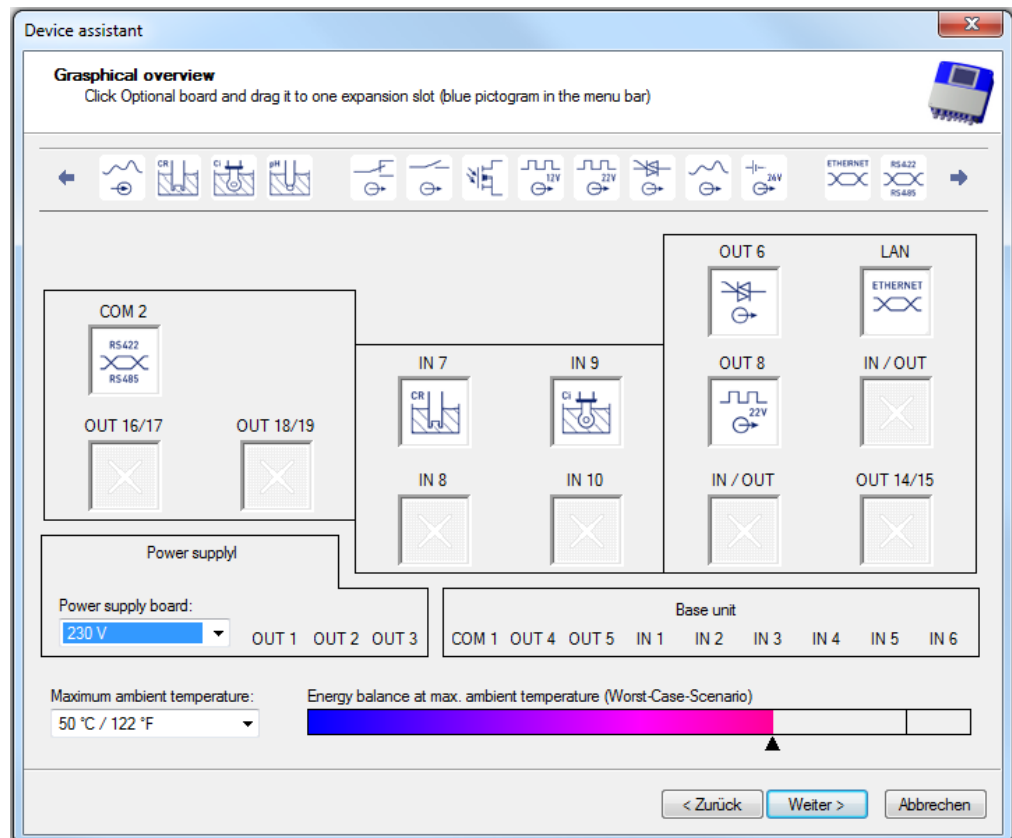 Device assistant
Grasphical overview
Click Optional board and drag it to one expansion slot (blue pictogram in the menu bar)
CR Ci pH 12V 22V 24V ETHERNET RS422 RS485
OUT 6 LAN
ETHERNET
COM 2
RS422
RS485
IN 7 IN 9 OUT 8 IN / OUT
CR Ci 22V
OUT 16/17 OUT 18/19
IN 8 IN 10 IN / OUT OUT 14/15
Power supplyl
Power supply board:
230 V
OUT 1 OUT 2 OUT 3
Base unit
COM 1 OUT 4 OUT 5 IN 1 IN 2 IN 3 IN 4 IN 5 IN 6
Maximum ambient temperature:
50 °C / 122 °F
Energy balance at max. ambient temperature (Worst-Case-Scenario)
< Zurück Weiter > Abbrechen